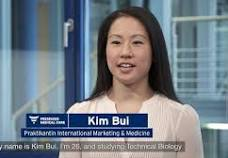 FRESENIUS
MEDICAL CARE
Kim Bui
Praktikantin International Marketing & Medicine
y name is Kim Bui, I'm 26, and studying Technical Biology